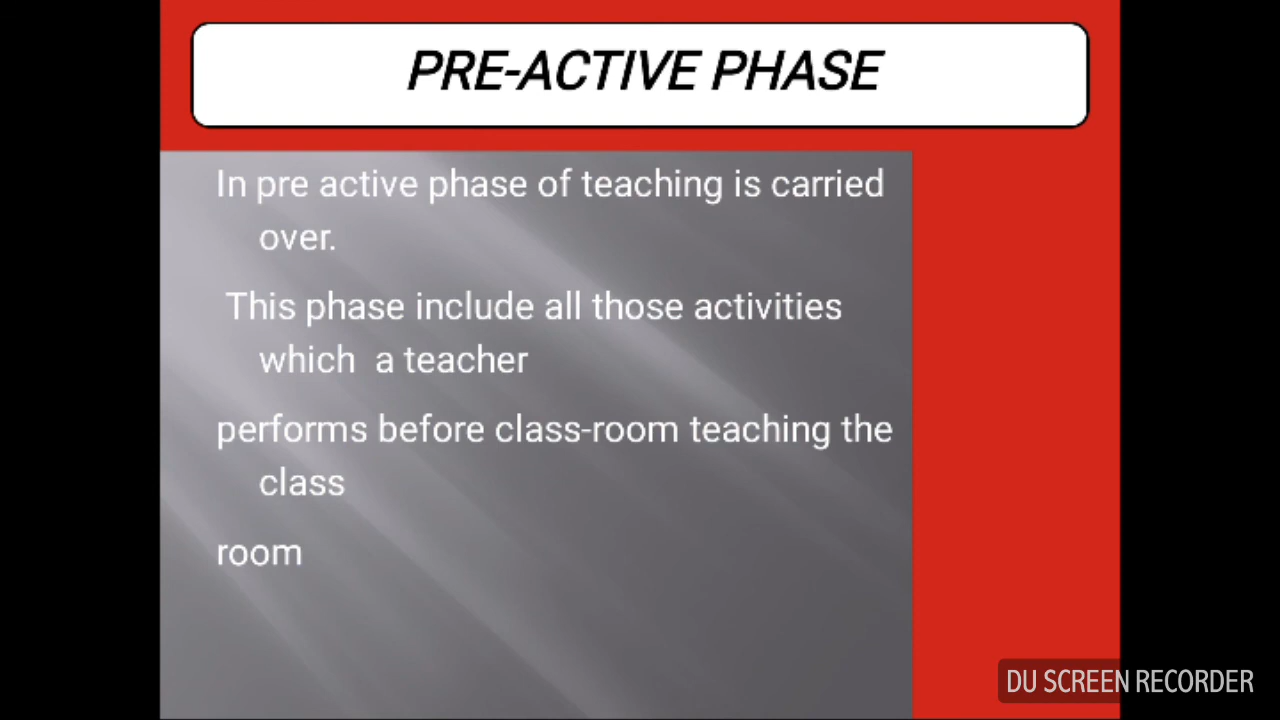 PRE-ACTIVE PHASE
In pre active phase of teaching is carried
over.
This phase include all those activities
which a teacher
performs before class-room teaching the
class
room
DU SCREEN RECORDER